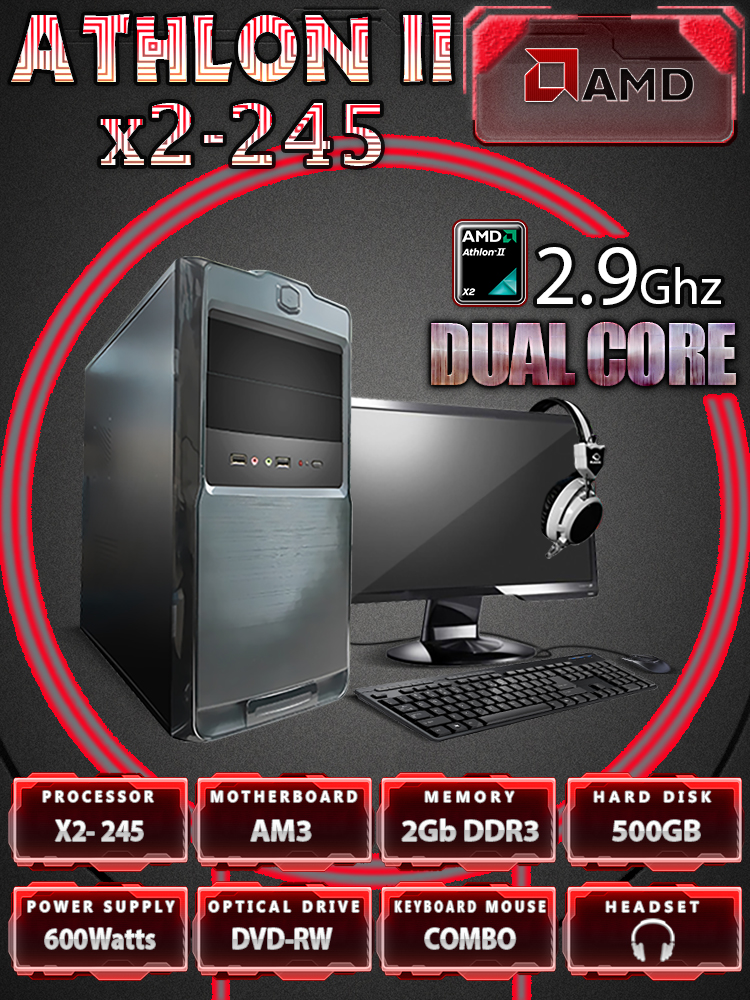 ATHLON II
x2-245
AMD
AMD
Athlon II
X2
2.9Ghz
DUAL CORE
PROCESSOR
X2- 245
MOTHERBOARD
AM3
MEMORY
2Gb DDR3
HARD DISK
500GB
POWER SUPPLY
600Watts
OPTICAL DRIVE
DVD-RW
KEYBOARD MOUSE
COMBO
HEADSET